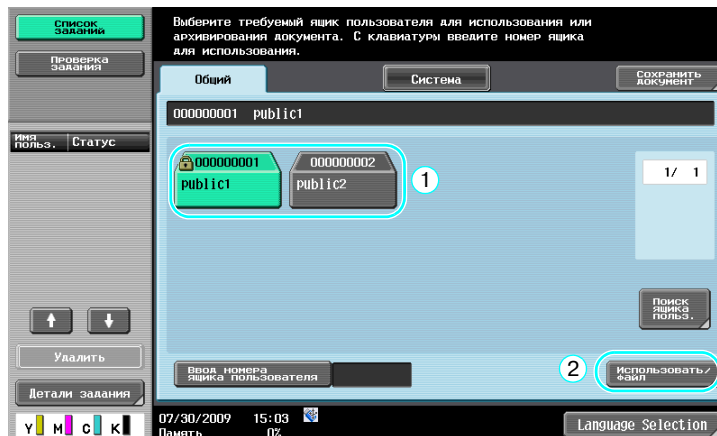 Список
заданий
Проверка
задания
Имя
польз.
Статус
Удалить
Детали задания
Y M C K
Выберите требуемый ящик пользователя для использования или
архивирования документа. С клавиатуры введите номер ящика
для использования.
Общий
Система
Сохранить
документ
000000001 public1
000000001
public1
000000002
public2
1
1/ 1
Поиск
ящика
польз.
Ввод номера
ящика пользователя
2
Использовать/
файл
07/30/2009 15:03
Память 0%
Language Selection